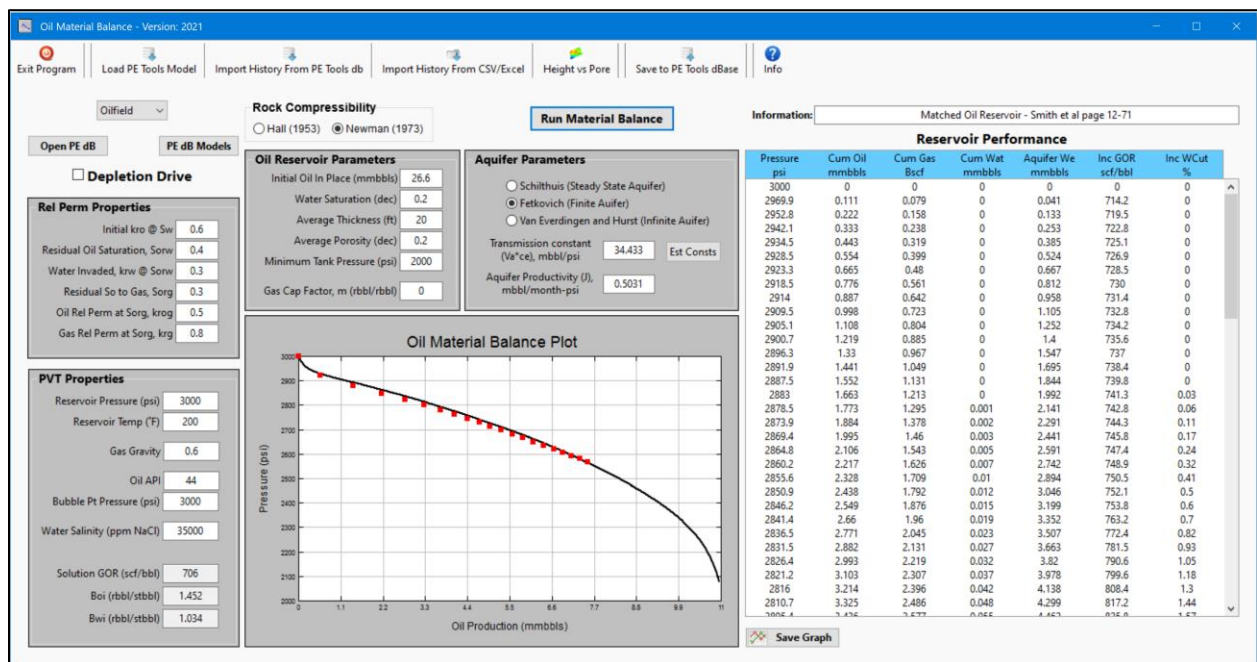 Oil Material Balance - Version: 2021
Exit Program
Load PE Tools Model
Import History From PE Tools db
Import History From CSV/Excel
Height vs Pore
Save to PE Tools dBase
Info
Oilfield
Open PE dB
PE dB Models
Depletion Drive
Rel Perm Properties
Initial kro @ Sw 0.6
Residual Oil Saturation, Sorw 0.4
Water Invaded, krw @ Sorw 0.3
Residual So to Gas, Sorg 0.3
Oil Rel Perm at Sorg, krog 0.5
Gas Rel Perm at Sorg, krg 0.8
PVT Properties
Reservoir Pressure (psi) 3000
Reservoir Temp (˚F) 200
Gas Gravity 0.6
Oil API 44
Bubble Pt Pressure (psi) 3000
Water Salinity (ppm NaCl) 35000
Solution GOR (scf/bbl) 706
Boi (rbbl/stbbl) 1.452
Bwi (rbbl/stbbl) 1.034
Rock Compressibility
Hall (1953) Newman (1973)
Run Material Balance
Oil Reservoir Parameters
Initial Oil In Place (mmbbls) 26.6
Water Saturation (dec) 0.2
Average Thickness (ft) 20
Average Porosity (dec) 0.2
Minimum Tank Pressure (psi) 2000
Gas Cap Factor, m (rbbl/rbbl) 0
Aquifer Parameters
Schilthuis (Steady State Aquifer)
Fetkovich (Finite Auifer)
Van Everdingen and Hurst (Infinite Auifer)
Transmission constant
(Va*ce), mbbl/psi 34.433 Est Consts
Aquifer Productivity (J),
mbbl/month-psi 0.5031
Oil Material Balance Plot
Pressure (psi)
3000
2900
2800
2700
2600
2500
2400
2300
2200
2100
2000
0 1.1 2.2 3.3 4.4 5.5 6.6 7.7 8.8 9.9 11
Oil Production (mmbbls)
Information: Matched Oil Reservoir - Smith et al page 12-71
Reservoir Performance
Pressure Cum Oil Cum Gas Cum Wat Aquifer We Inc GOR Inc WCut
psi mmbbls Bscf mmbbls mmbbls scf/bbl %
3000 0 0 0 0 0 0
2969.9 0.111 0.079 0 0.041 714.2 0
2952.8 0.222 0.158 0 0.133 719.5 0
2942.1 0.333 0.238 0 0.253 722.8 0
2934.5 0.443 0.319 0 0.385 725.1 0
2928.5 0.554 0.399 0 0.524 726.9 0
2923.3 0.665 0.48 0 0.667 728.5 0
2918.5 0.776 0.561 0 0.812 730 0
2914 0.887 0.642 0 0.958 731.4 0
2909.5 0.998 0.723 0 1.105 732.8 0
2905.1 1.108 0.804 0 1.252 734.2 0
2900.7 1.219 0.885 0 1.4 735.6 0
2896.3 1.33 0.967 0 1.547 737 0
2891.9 1.441 1.049 0 1.695 738.4 0
2887.5 1.552 1.131 0 1.844 739.8 0
2883 1.663 1.213 0 1.992 741.3 0.03
2878.5 1.773 1.295 0.001 2.141 742.8 0.06
2873.9 1.884 1.378 0.002 2.291 744.3 0.11
2869.4 1.995 1.46 0.003 2.441 745.8 0.17
2864.8 2.106 1.543 0.005 2.591 747.4 0.24
2860.2 2.217 1.626 0.007 2.742 748.9 0.32
2855.6 2.328 1.709 0.01 2.894 750.5 0.41
2850.9 2.438 1.792 0.012 3.046 752.1 0.5
2846.2 2.549 1.876 0.015 3.199 753.8 0.6
2841.4 2.66 1.96 0.019 3.352 763.2 0.7
2836.5 2.771 2.045 0.023 3.507 772.4 0.82
2831.5 2.882 2.131 0.027 3.663 781.5 0.93
2826.4 2.993 2.219 0.032 3.82 790.6 1.05
2821.2 3.103 2.307 0.037 3.978 799.6 1.18
2816 3.214 2.396 0.042 4.138 808.4 1.3
2810.7 3.325 2.486 0.048 4.299 817.2 1.44
Save Graph